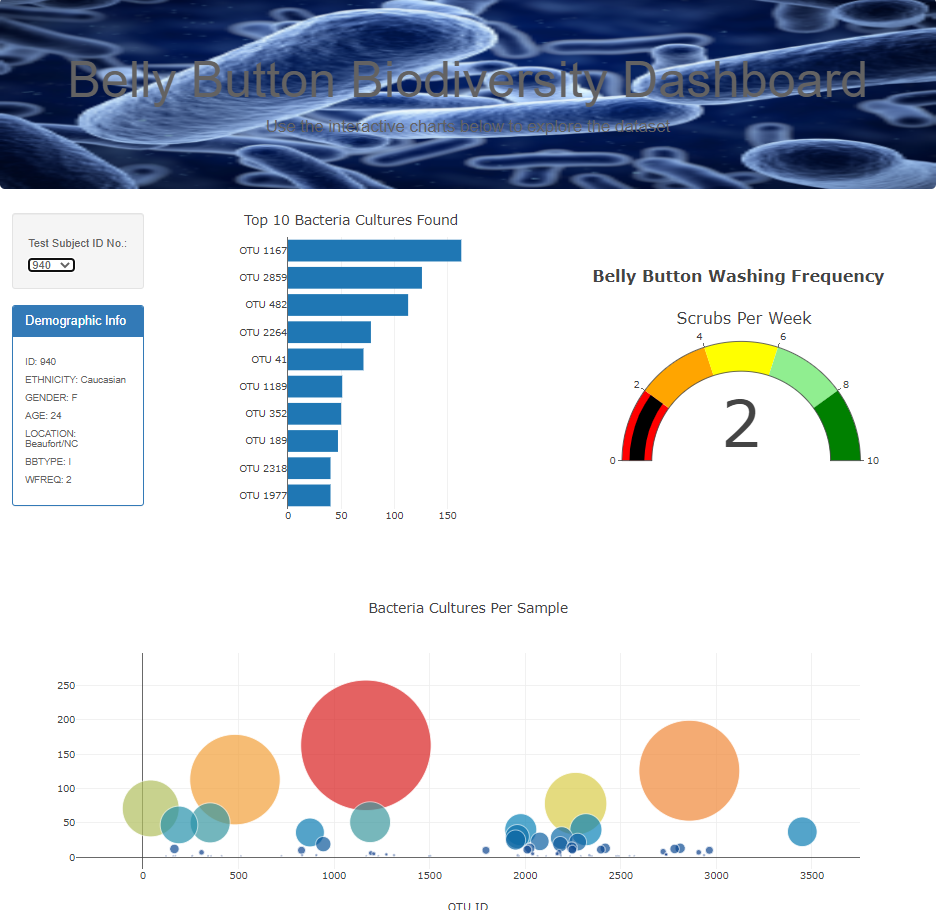 Belly Button Biodiversity Dashboard
Use the interactive charts below to explore the dataset
Test Subject ID No.:
940
Demographic Info
ID: 940
ETHNICITY: Caucasian
GENDER: F
AGE: 24
LOCATION:
Beaufort/NC
BBTYPE: I
WFREQ: 2
Top 10 Bacteria Cultures Found
OTU 1167
OTU 2859
OTU 482
OTU 2264
OTU 41
OTU 1189
OTU 352
OTU 189
OTU 2318
OTU 1977
0 50 100 150
Belly Button Washing Frequency
Scrubs Per Week
0 2 4 6 8 10
2
Bacteria Cultures Per Sample
250
200
150
100
50
0
0 500 1000 1500 2000 2500 3000 3500
OTU ID